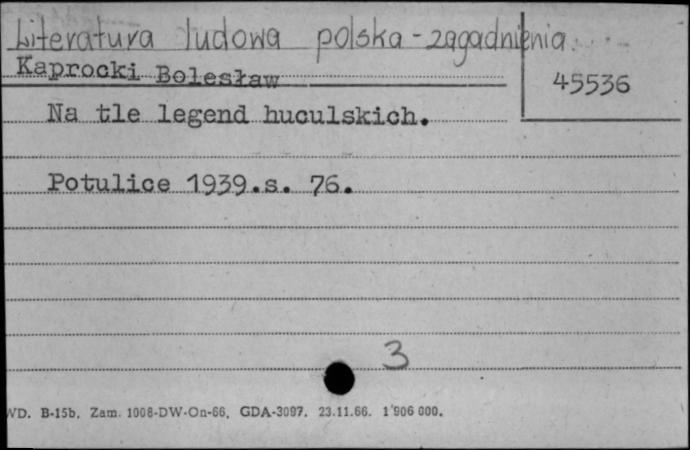 Literatura ludowa polska - zagadnienia
Kaprocki Bolesław
45536
Na tle legend huculskich.
Potulice 1939.s. 76.
3
WD. B-15b. Zam. 1008-DW-On-66. GDA-3097. 23.11.66. 1 906 000.